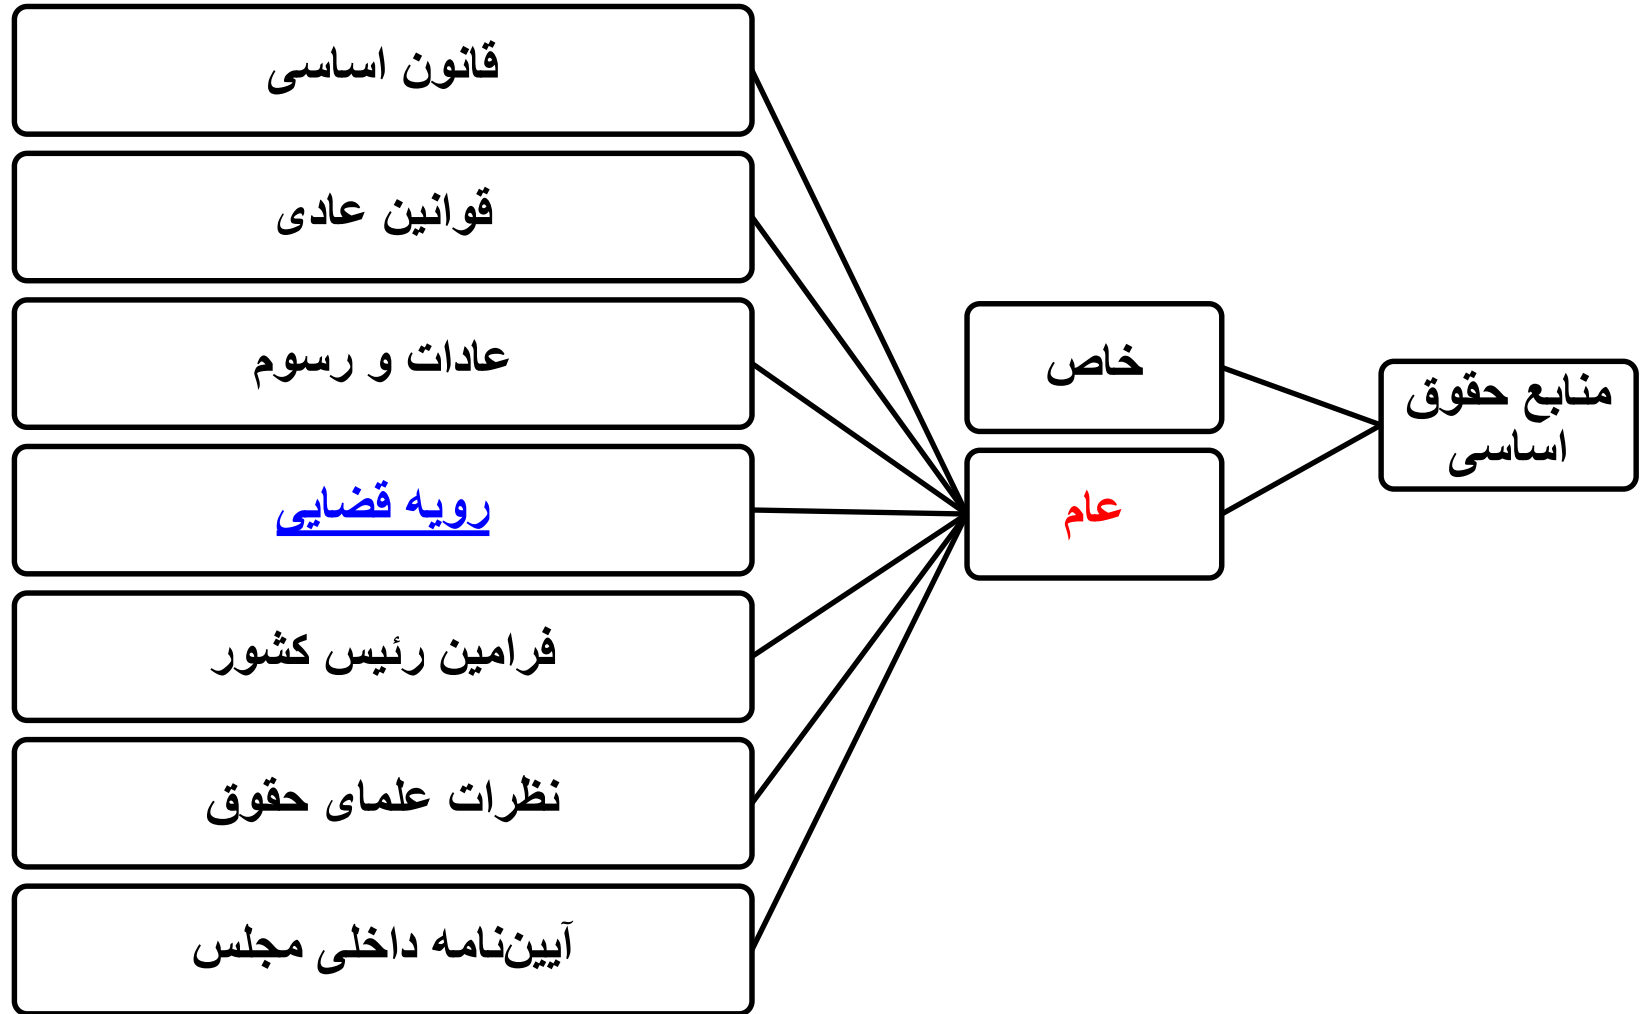 منابع حقوق
اساسی
خاص
عام
قانون اساسی
قوانین عادی
عادات و رسوم
رویه قضایی
فرامین رئیس کشور
نظرات علمای حقوق
آیین‌نامه داخلی مجلس